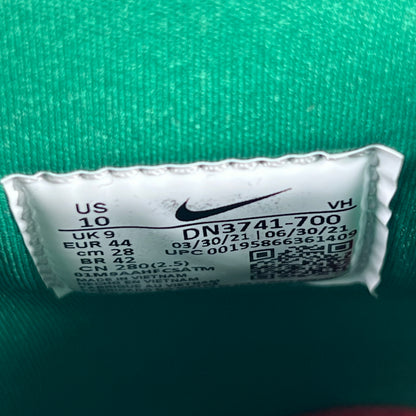 US
10
UK 9
EUR 44
cm 28
BR 42
CN 280(2.5)
VH
DN3741-700
03/30/21 | 06/30/21
UPC 00195866361409
MADE IN VIETNAM